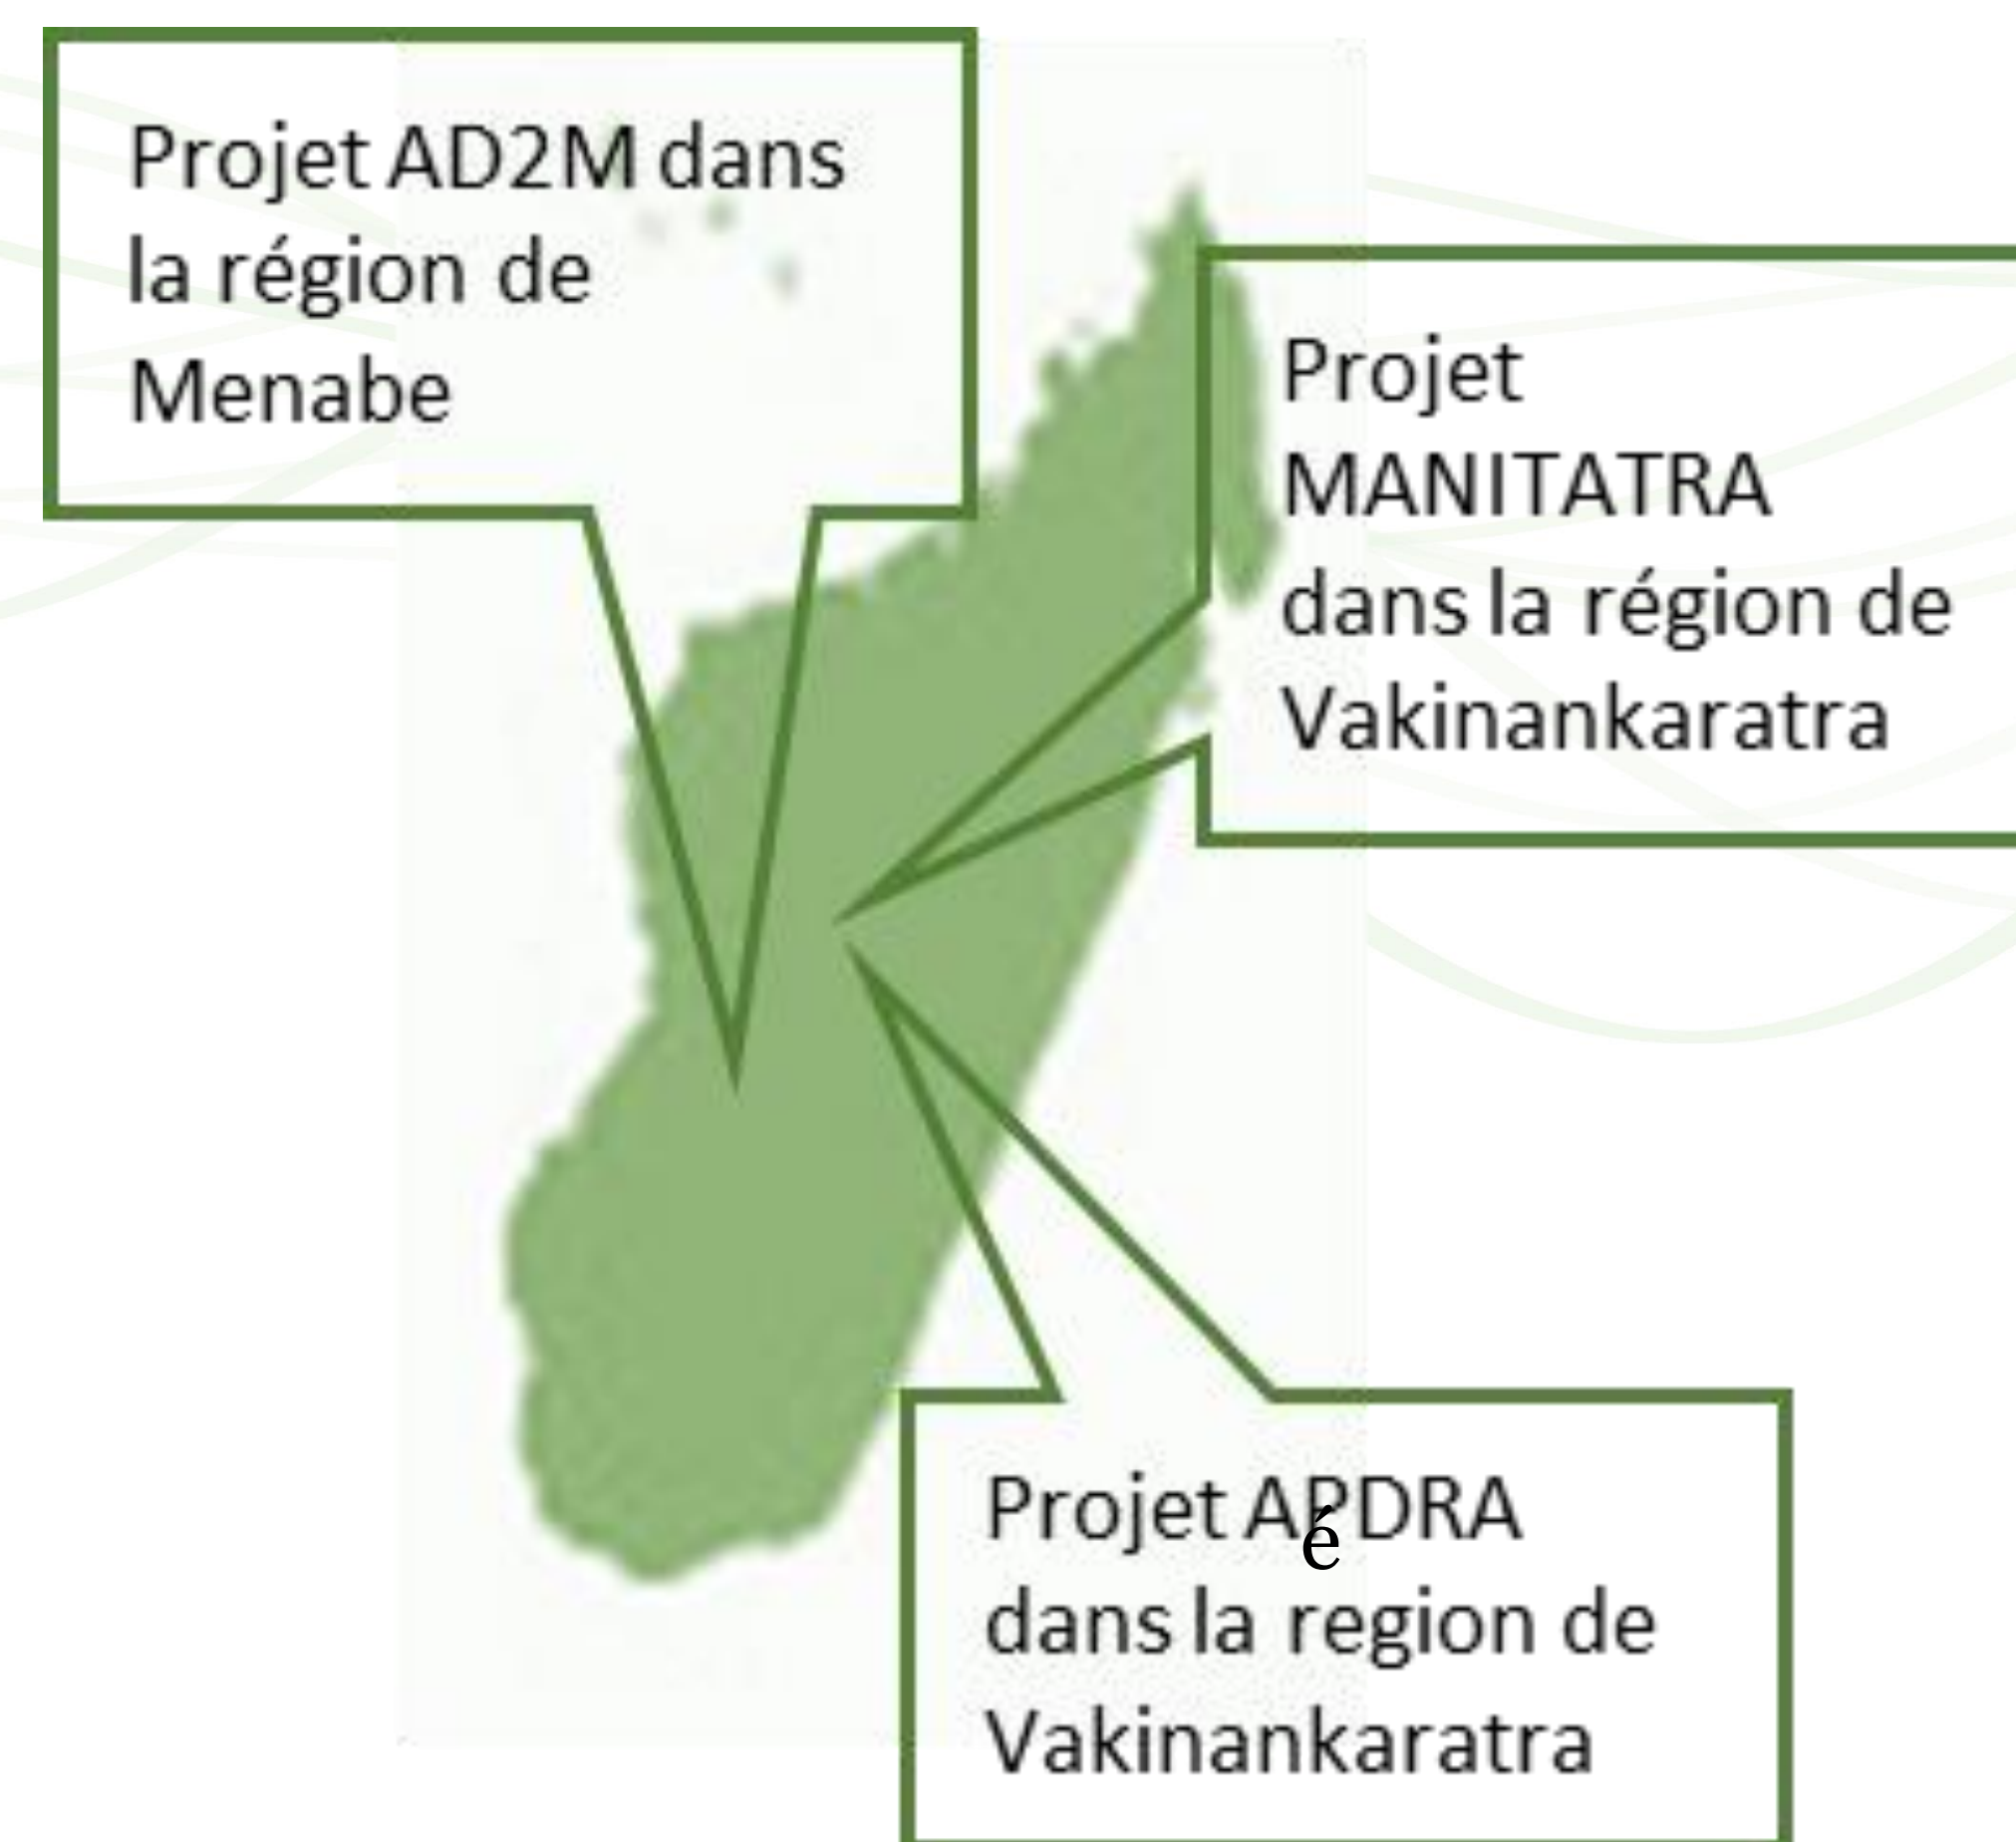 Projet AD2M dans
la région de
Menabe
Projet
MANITATRA
dans la région de
Vakinankaratra
Projet APDRA
é
dans la region de
Vakinankaratra